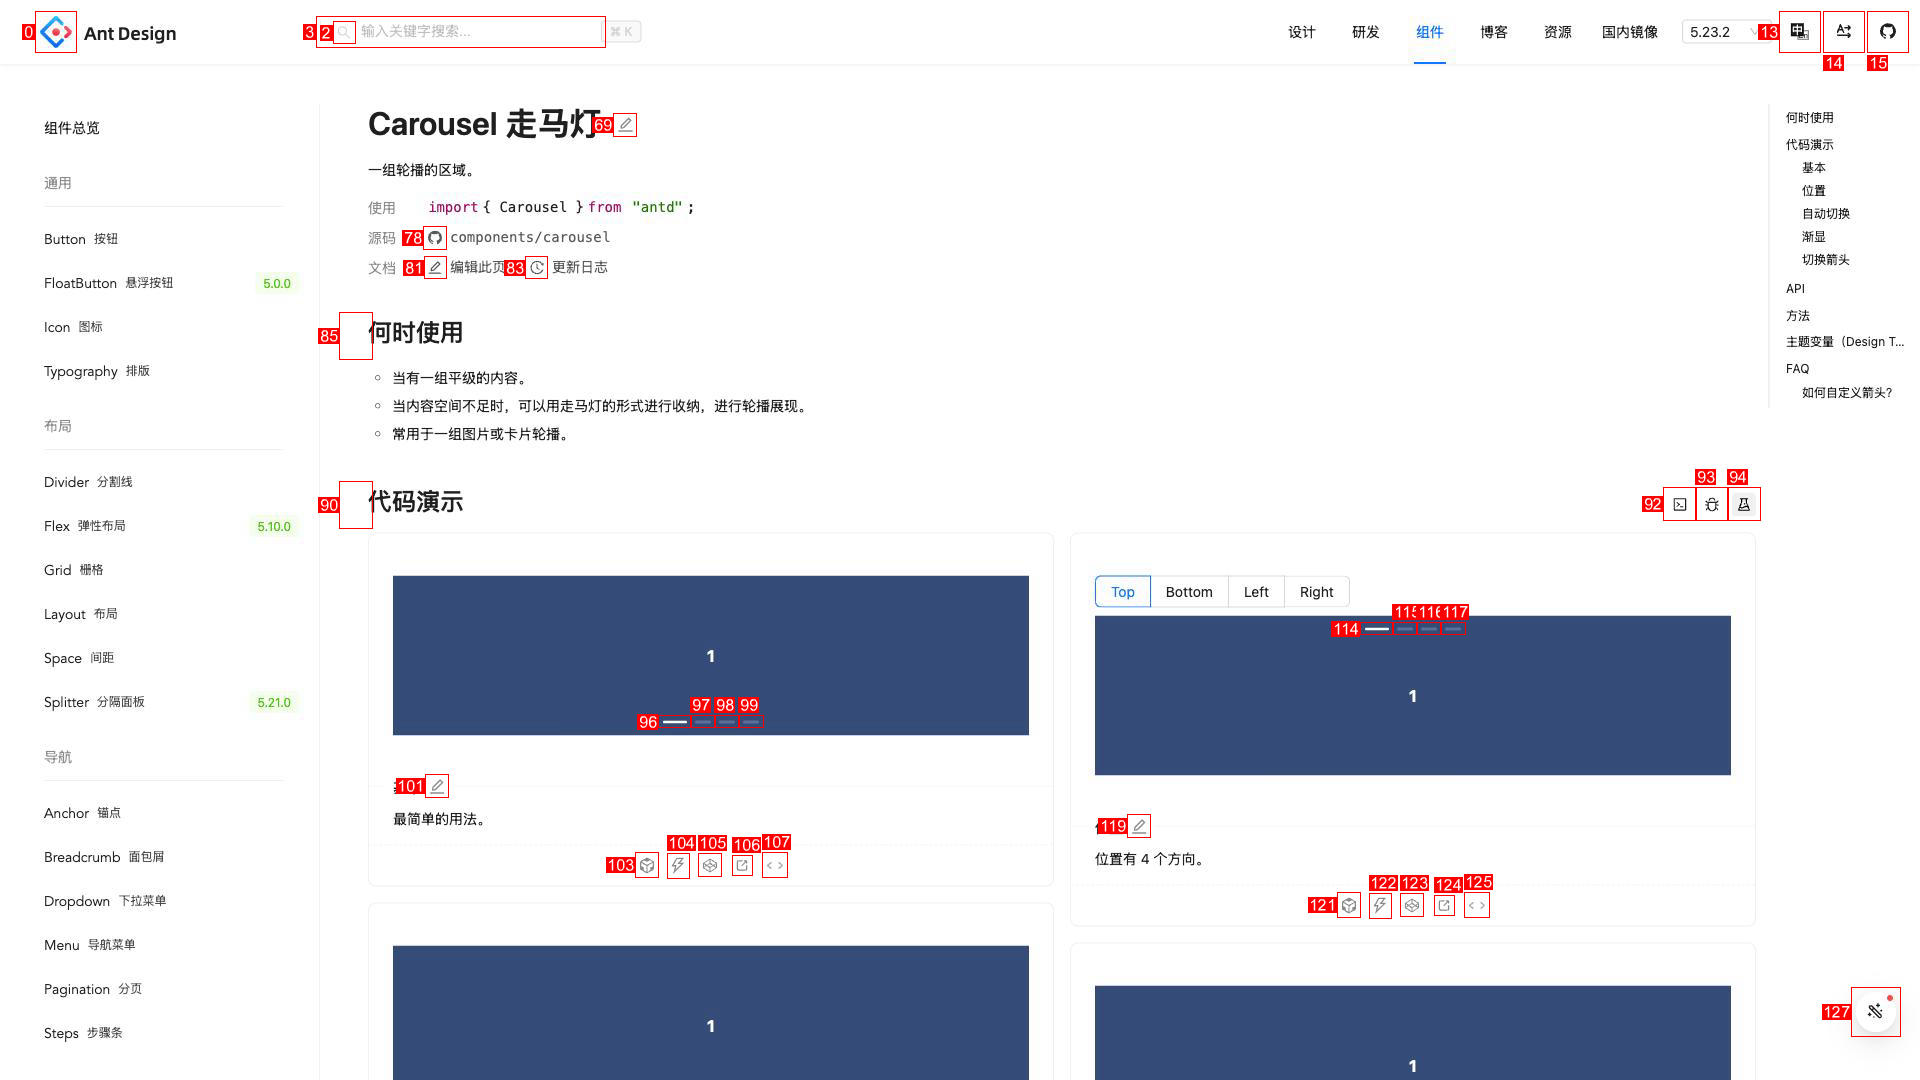 0
Ant Design
3
2
输入关键字搜索...
⌘ K
设计
研发
组件
博客
资源
国内镜像
5.23.2
13
14
15
组件总览
通用
Button 按钮
FloatButton 悬浮按钮 5.0.0
Icon 图标
Typography 排版
布局
Divider 分割线
Flex 弹性布局 5.10.0
Grid 栅格
Layout 布局
Space 间距
Splitter 分隔面板 5.21.0
导航
Anchor 锚点
Breadcrumb 面包屑
Dropdown 下拉菜单
Menu 导航菜单
Pagination 分页
Steps 步骤条
Carousel 走马灯
69
一组轮播的区域。
使用 import { Carousel } from "antd";
源码 78 components/carousel
文档 81 编辑此页 83 更新日志
85
何时使用
当有一组平级的内容。
当内容空间不足时，可以用走马灯的形式进行收纳，进行轮播展现。
常用于一组图片或卡片轮播。
90
代码演示
92
93
94
1
96
97
98
99
101
最简单的用法。
103
104
105
106
107
1
Top
Bottom
Left
Right
114
115
116
117
1
119
位置有 4 个方向。
121
122
123
124
125
1
何时使用
代码演示
基本
位置
自动切换
渐显
切换箭头
API
方法
主题变量（Design T...
FAQ
如何自定义箭头？
127